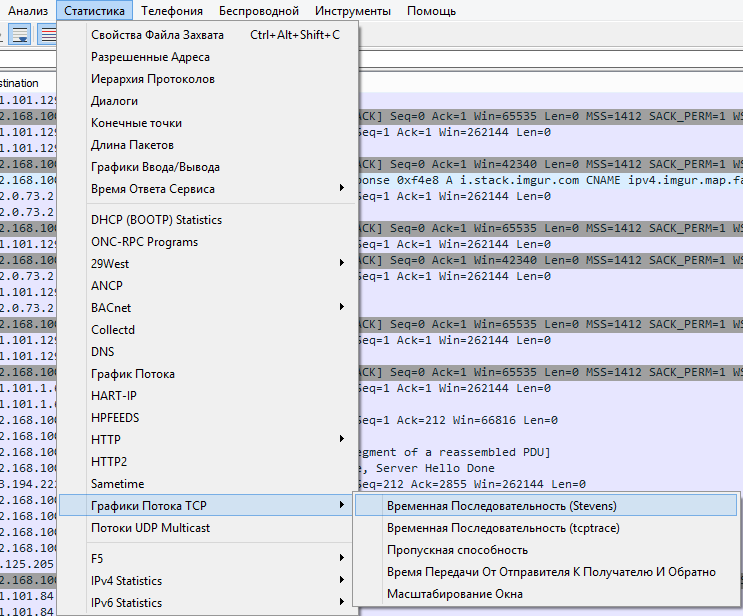 Анализ Статистика Телефония Беспроводной Инструменты Помощь
Свойства Файла Захвата Ctrl+Alt+Shift+C
Разрешенные Адреса
stination Иерархия Протоколов
1.101.129 Диалоги
2.168.100 Конечные точки ACK] Seq=0 Ack=1 Win=65535 Len=0 MSS=1412 SACK_PERM=1 WS
1.101.129 Seq=1 Ack=1 Win=262144 Len=0
1.101.129 Длина Пакетов
2.168.100 Графики Ввода/Вывода ACK] Seq=0 Ack=1 Win=42340 Len=0 MSS=1412 SACK_PERM=1 WS
2.168.100 Время Ответа Сервиса ponse 0xf4e8 A i.stack.imgur.com CNAME ipv4.imgur.map.fa
2.0.73.2 Seq=1 Ack=1 Win=262144 Len=0
2.0.73.2
2.168.100 DHCP (BOOTP) Statistics ACK] Seq=0 Ack=1 Win=65535 Len=0 MSS=1412 SACK_PERM=1 WS
1.101.129 ONC-RPC Programs Seq=1 Ack=1 Win=262144 Len=0
2.168.100 29West ACK] Seq=0 Ack=1 Win=42340 Len=0 MSS=1412 SACK_PERM=1 WS
2.0.73.2 Seq=1 Ack=1 Win=262144 Len=0
1.101.129 ANCP
2.0.73.2 BACnet
2.168.100 Collectd ACK] Seq=0 Ack=1 Win=65535 Len=0 MSS=1412 SACK_PERM=1 WS
1.101.129 Seq=1 Ack=1 Win=262144 Len=0
1.101.129 DNS
2.168.100 График Потока ACK] Seq=0 Ack=1 Win=65535 Len=0 MSS=1412 SACK_PERM=1 WS
1.101.1. HART-IP Seq=1 Ack=1 Win=262144 Len=0
1.101.1.
2.168.100 HPFEEDS Seq=1 Ack=212 Win=66816 Len=0
2.168.100 HTTP
2.168.100 egment of a reassembled PDU]
2.168.100 HTTP2 e, Server Hello Done
3.194.222 Sametime Seq=212 Ack=2855 Win=262144 Len=0
2.168.100 Графики Потока TCP Временная Последовательность (Stevens)
2.168.100 Потоки UDP Multicast Временная Последовательность (tcptrace)
2.168.100 Пропускная способность
.125.205 F5
2.168.100 IPv4 Statistics Время Передачи От Отправителя К Получателю И Обратно
1.101.84 IPv6 Statistics Масштабирование Окна
1.101.84